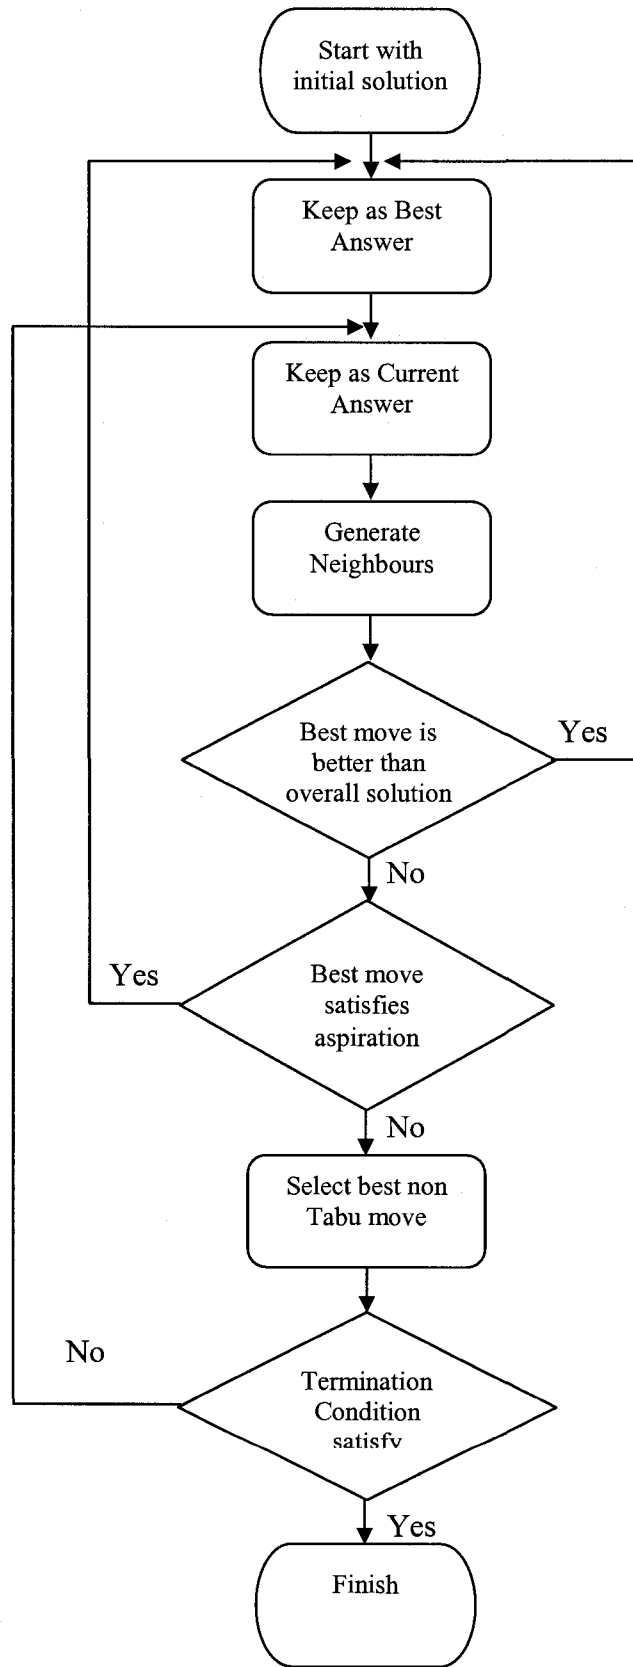 Start with
initial solution
Keep as Best
Answer
Keep as Current
Answer
Generate
Neighbours
Best move is
better than
overall solution
Yes
No
Best move
satisfies
aspiration
Yes
No
Select best non
Tabu move
Termination
Condition
satisfy
No
Yes
Finish